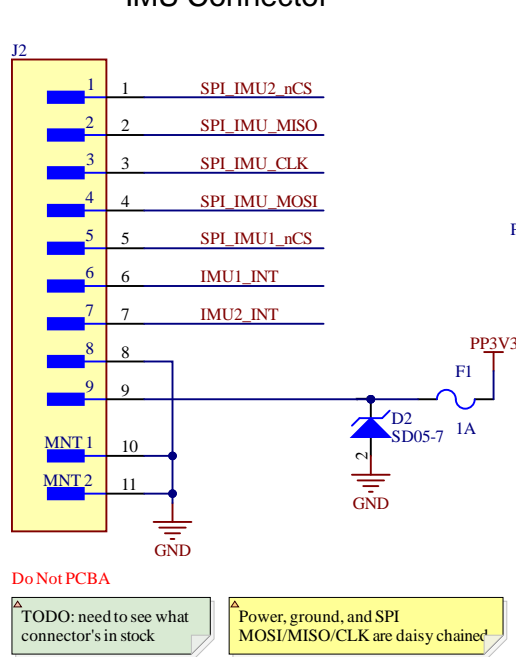 IMU Connector
J2
1 1 SPI_IMU2_nCS
2 2 SPI_IMU_MISO
3 3 SPI_IMU_CLK
4 4 SPI_IMU_MOSI
5 5 SPI_IMU1_nCS
6 6 IMU1_INT
7 7 IMU2_INT
8 8
9 9
MNT 1 10
MNT 2 11
GND
PP3V3
F1
1A
D2
SD05-7
2
GND
Do Not PCBA
TODO: need to see what
connector's in stock
Power, ground, and SPI
MOSI/MISO/CLK are daisy chained